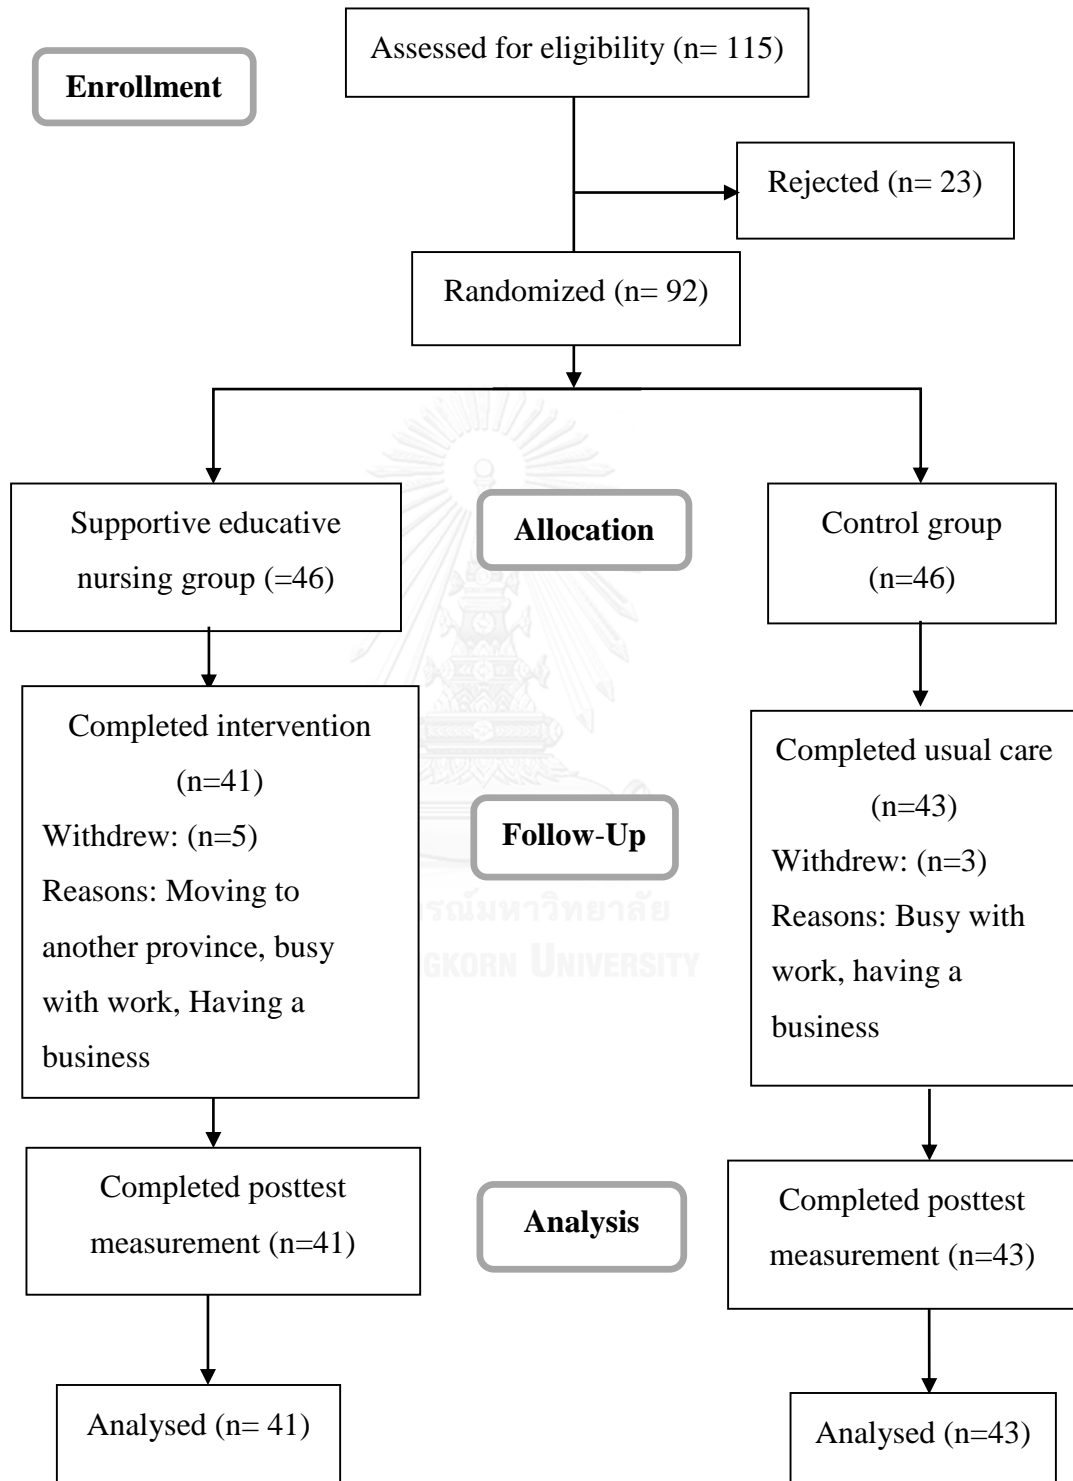 Assessed for eligibility (n= 115)
Enrollment
Rejected (n= 23)
Randomized (n= 92)
Supportive educative
nursing group (=46)
Allocation
Control group
(n=46)
Completed intervention
(n=41)
Withdrew: (n=5)
Reasons: Moving to
another province, busy
with work, Having a
business
Follow-Up
Completed usual care
(n=43)
Withdrew: (n=3)
Reasons: Busy with
work, having a
business
UNIVERSITY
Completed posttest
measurement (n=41)
Analysis
Completed posttest
measurement (n=43)
Analysed (n= 41)
Analysed (n=43)